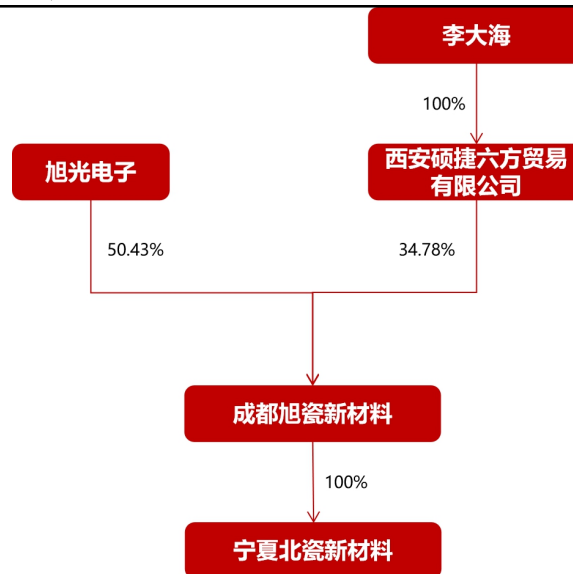 李大海
100%
旭光电子
西安硕捷六方贸易
有限公司
50.43%
34.78%
成都旭瓷新材料
100%
宁夏北瓷新材料